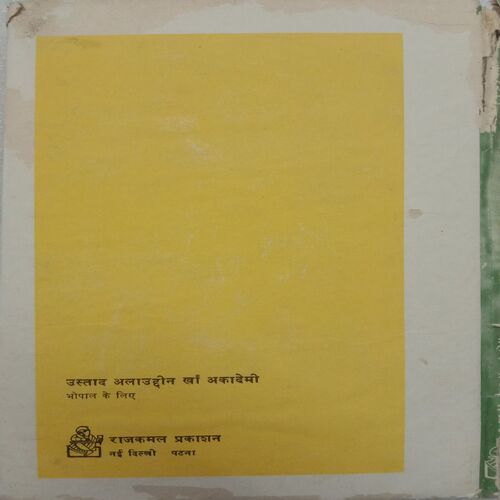 उस्ताद अलाउद्दीन खाँ अकादेमी
भोपाल के लिए
राजकमल प्रकाशन
नई दिल्ली पटना